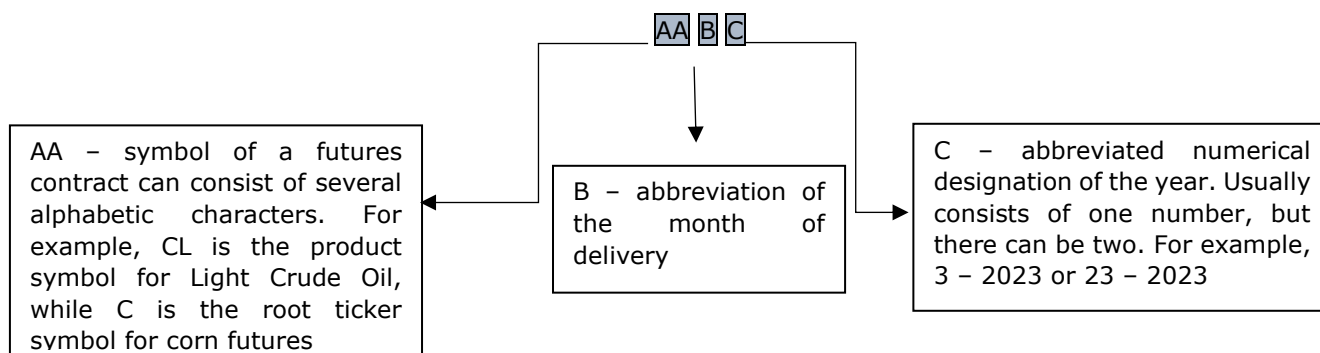 AA B C
AA – symbol of a futures
contract can consist of several
alphabetic characters. For
example, CL is the product
symbol for Light Crude Oil,
while C is the root ticker
symbol for corn futures
B – abbreviation of
the month of
delivery
C – abbreviated numerical
designation of the year. Usually
consists of one number, but
there can be two. For example,
3 – 2023 or 23 – 2023